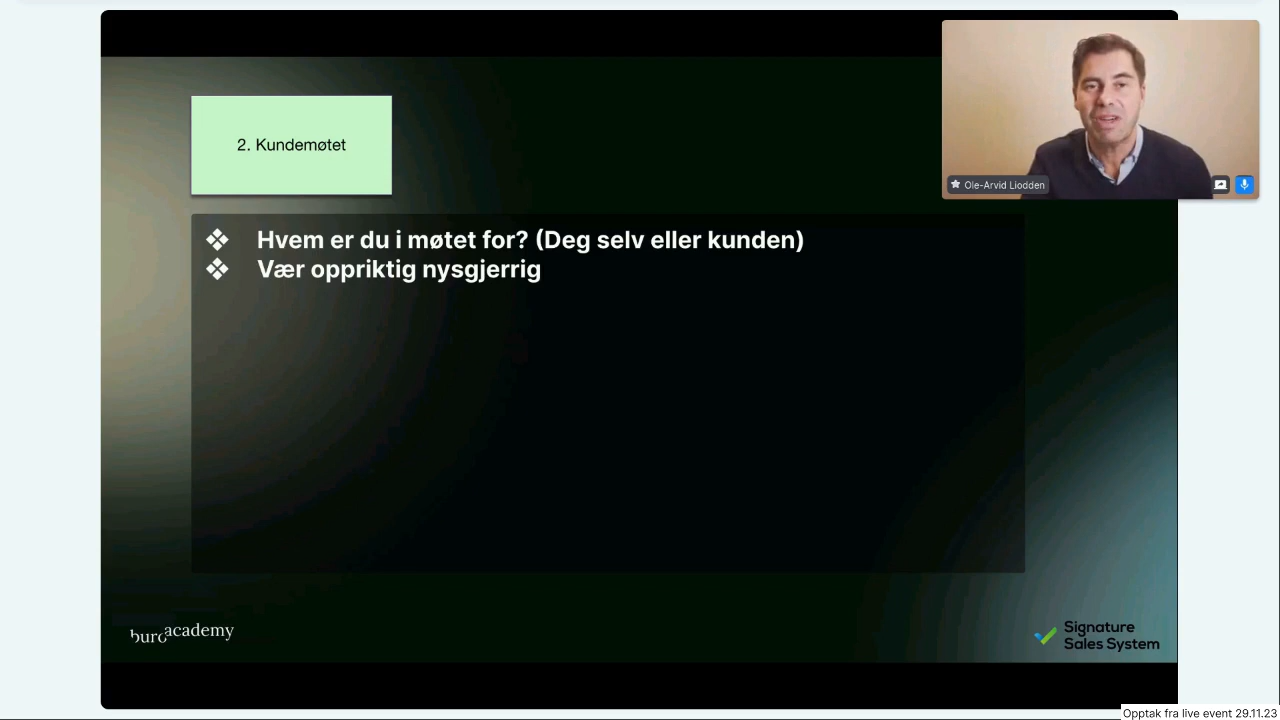 2. Kundemøtet
Ole-Arvid Liodden
❖ Hvem er du i møtet for? (Deg selv eller kunden)
❖ Vær oppriktig nysgjerrig
buro academy
Signature
Sales System
Opptak fra live event 29.11.23